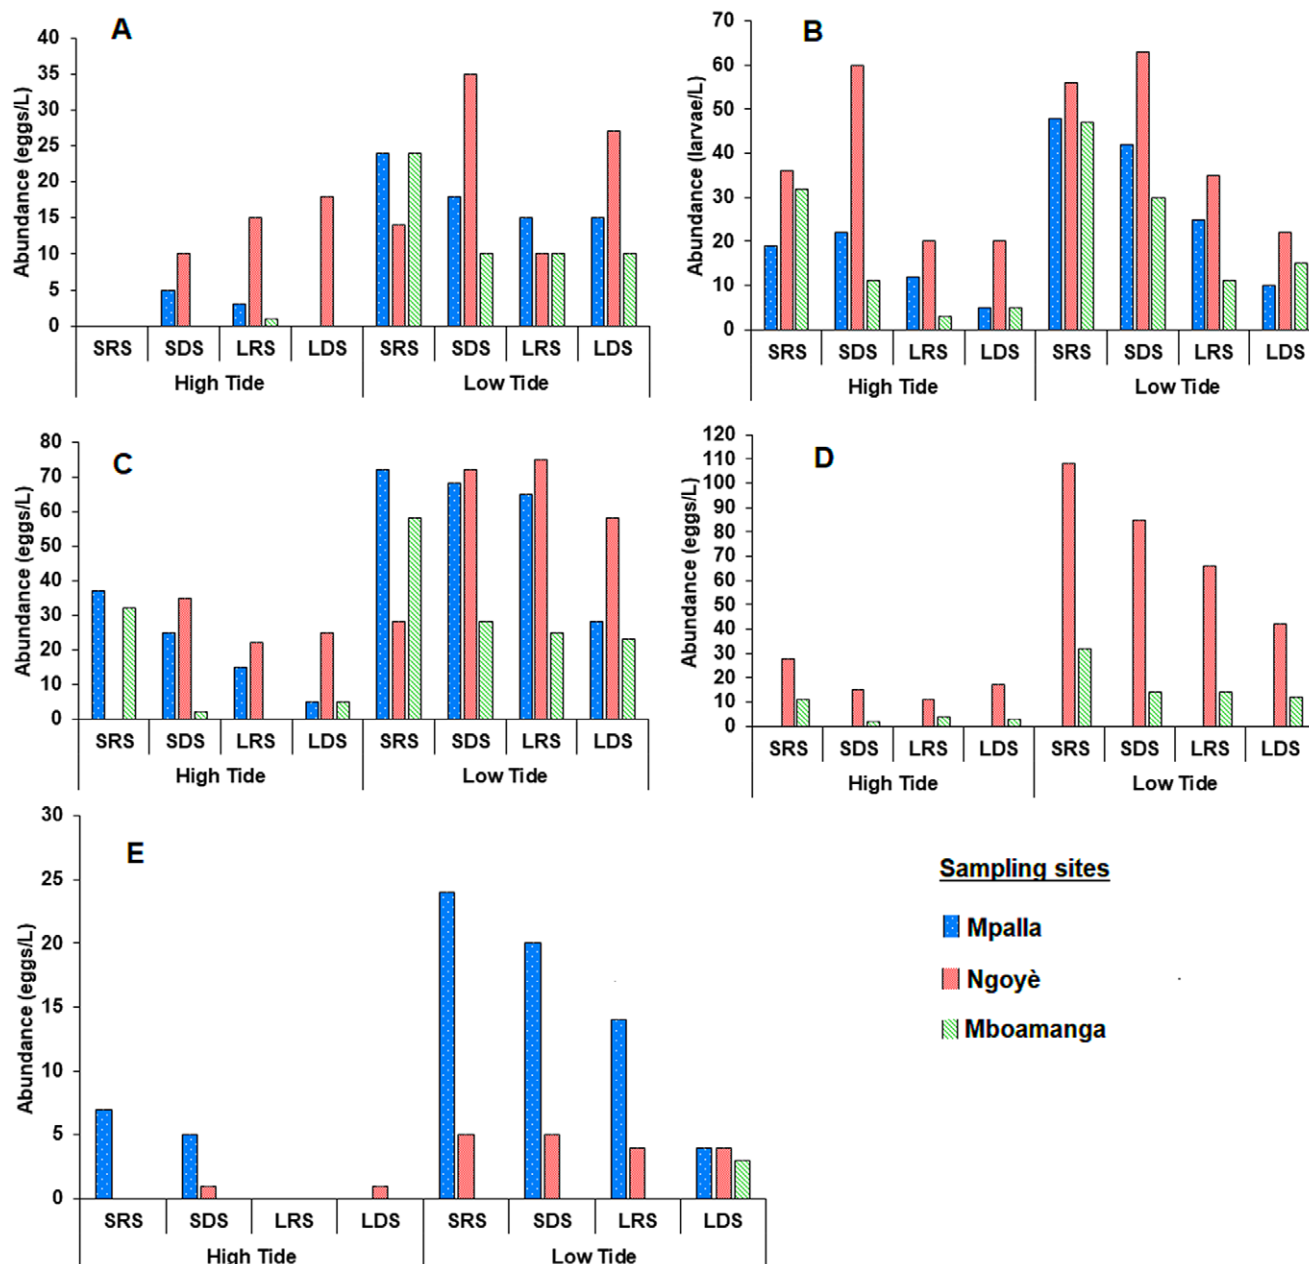 A
Abundance (eggs/L)
40
35
30
25
20
15
10
5
0
SRS SDS LRS LDS SRS SDS LRS LDS
High Tide Low Tide
B
Abundance (larvae/L)
70
60
50
40
30
20
10
0
SRS SDS LRS LDS SRS SDS LRS LDS
High Tide Low Tide
C
Abundance (eggs/L)
80
70
60
50
40
30
20
10
0
SRS SDS LRS LDS SRS SDS LRS LDS
High Tide Low Tide
D
Abundance (eggs/L)
120
110
100
90
80
70
60
50
40
30
20
10
0
SRS SDS LRS LDS SRS SDS LRS LDS
High Tide Low Tide
E
Abundance (eggs/L)
30
25
20
15
10
5
0
SRS SDS LRS LDS SRS SDS LRS LDS
High Tide Low Tide
Sampling sites
Mpalla
Ngoyè
Mboamanga